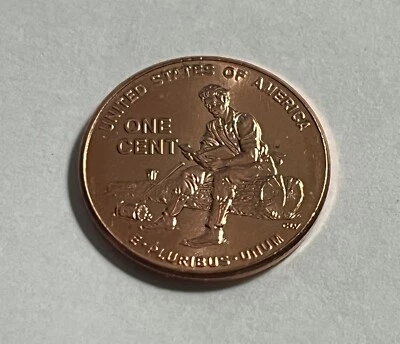 UNITED STATES OF AMERICA
ONE
CENT
E·PLURIBUS·UNUM